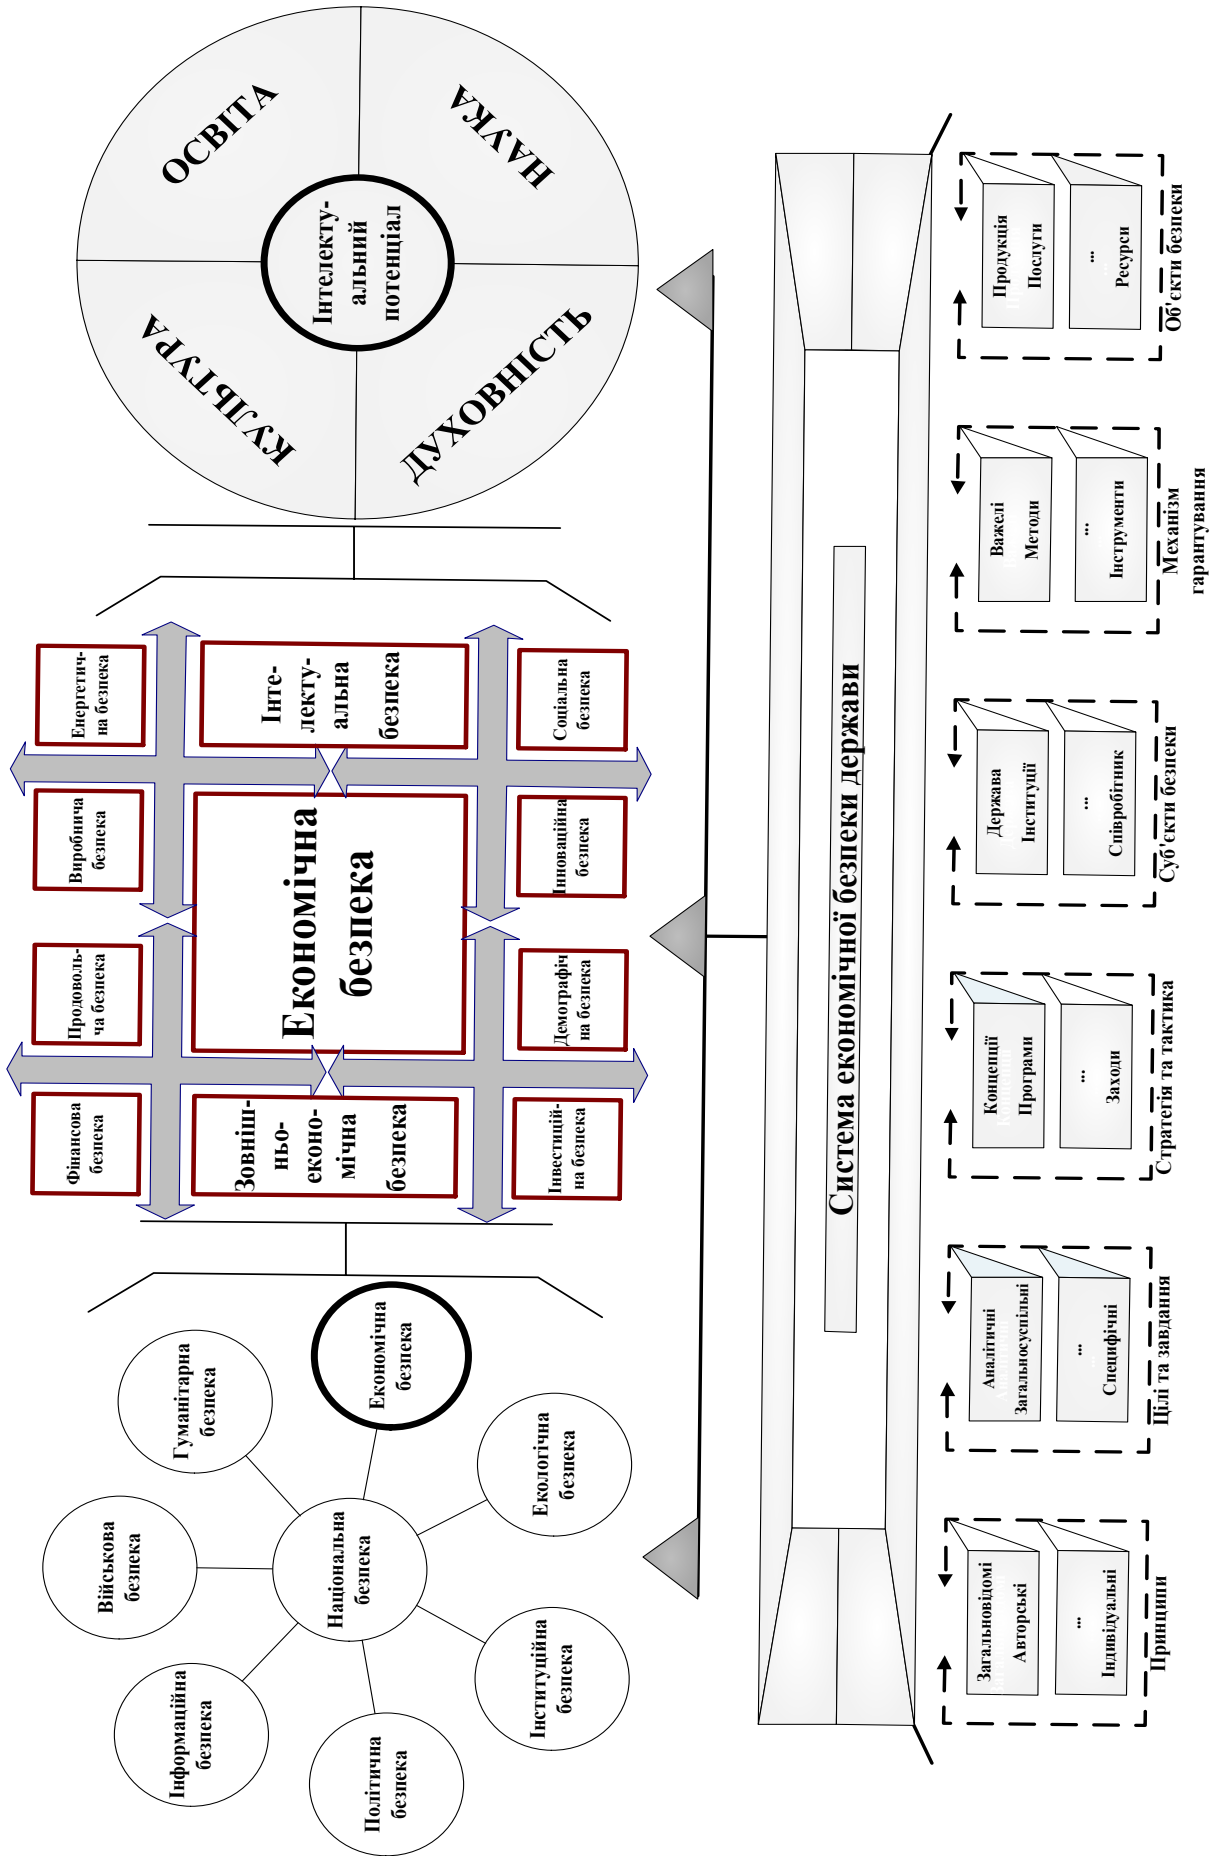 Військова
безпека
Гуманітарна
безпека
Інформаційна
безпека
Національна
безпека
Економічна
безпека
Політична
безпека
Екологічна
безпека
Інституційна
безпека
Фінансова
безпека
Продоволь-
ча безпека
Виробнича
безпека
Енергетич-
на безпека
Зовніш-
ньо-
еконо-
мічна
безпека
Економічна
безпека
Інте-
лекту-
альна
безпека
Інвестицій-
на безпека
Демографіч
на безпека
Інноваційна
безпека
Соціальна
безпека
КУЛЬТУРА
ОСВІТА
Інтелекту-
альний
потенціал
ДУХОВНІСТЬ
НАУКА
Система економічної безпеки держави
Загальновідомі
Авторські
...
Індивідуальні
Принципи
Аналітичні
Загальносуспільні
...
Специфічні
Цілі та завдання
Концепції
Програми
...
Заходи
Стратегія та тактика
Держава
Інституції
...
Співробітник
Суб'єкти безпеки
Важелі
Методи
...
Інструменти
Механізм
гарантування
Продукція
Послуги
...
Ресурси
Об'єкти безпеки